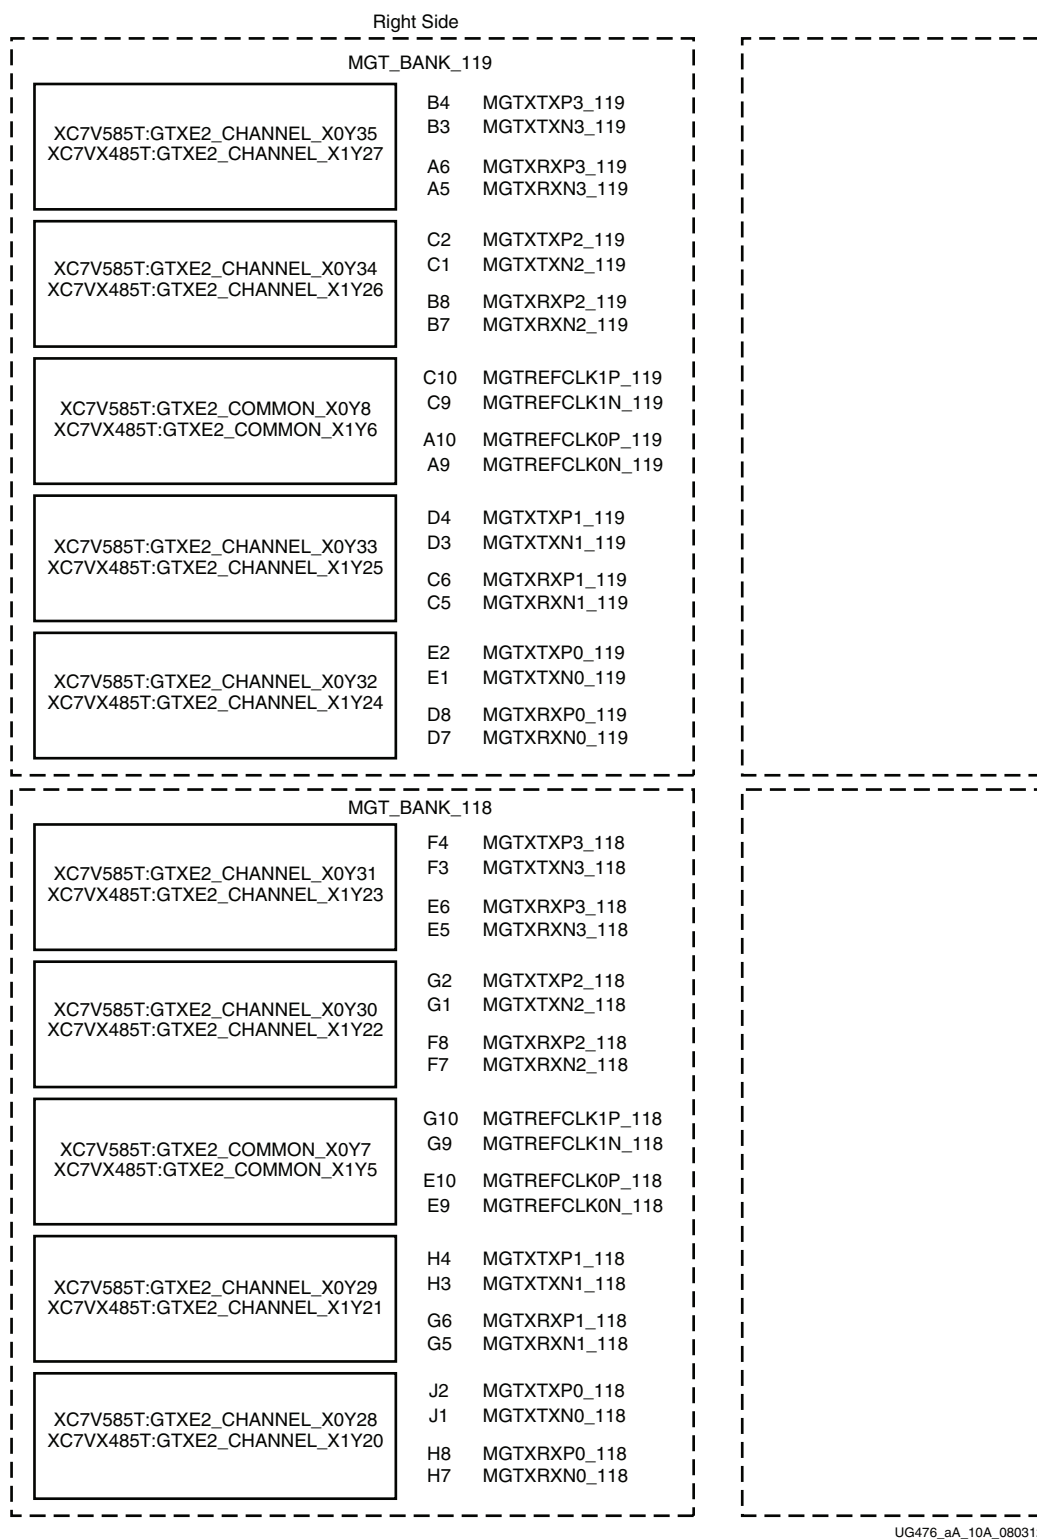 Right Side
MGT_BANK_119
XC7V585T:GTXE2_CHANNEL_X0Y35
XC7VX485T:GTXE2_CHANNEL_X1Y27
B4 MGTXTXP3_119
B3 MGTXTXN3_119
A6 MGTXRXP3_119
A5 MGTXRXN3_119
XC7V585T:GTXE2_CHANNEL_X0Y34
XC7VX485T:GTXE2_CHANNEL_X1Y26
C2 MGTXTXP2_119
C1 MGTXTXN2_119
B8 MGTXRXP2_119
B7 MGTXRXN2_119
XC7V585T:GTXE2_COMMON_X0Y8
XC7VX485T:GTXE2_COMMON_X1Y6
C10 MGTREFCLK1P_119
C9 MGTREFCLK1N_119
A10 MGTREFCLK0P_119
A9 MGTREFCLK0N_119
XC7V585T:GTXE2_CHANNEL_X0Y33
XC7VX485T:GTXE2_CHANNEL_X1Y25
D4 MGTXTXP1_119
D3 MGTXTXN1_119
C6 MGTXRXP1_119
C5 MGTXRXN1_119
XC7V585T:GTXE2_CHANNEL_X0Y32
XC7VX485T:GTXE2_CHANNEL_X1Y24
E2 MGTXTXP0_119
E1 MGTXTXN0_119
D8 MGTXRXP0_119
D7 MGTXRXN0_119
MGT_BANK_118
XC7V585T:GTXE2_CHANNEL_X0Y31
XC7VX485T:GTXE2_CHANNEL_X1Y23
F4 MGTXTXP3_118
F3 MGTXTXN3_118
E6 MGTXRXP3_118
E5 MGTXRXN3_118
XC7V585T:GTXE2_CHANNEL_X0Y30
XC7VX485T:GTXE2_CHANNEL_X1Y22
G2 MGTXTXP2_118
G1 MGTXTXN2_118
F8 MGTXRXP2_118
F7 MGTXRXN2_118
XC7V585T:GTXE2_COMMON_X0Y7
XC7VX485T:GTXE2_COMMON_X1Y5
G10 MGTREFCLK1P_118
G9 MGTREFCLK1N_118
E10 MGTREFCLK0P_118
E9 MGTREFCLK0N_118
XC7V585T:GTXE2_CHANNEL_X0Y29
XC7VX485T:GTXE2_CHANNEL_X1Y21
H4 MGTXTXP1_118
H3 MGTXTXN1_118
G6 MGTXRXP1_118
G5 MGTXRXN1_118
XC7V585T:GTXE2_CHANNEL_X0Y28
XC7VX485T:GTXE2_CHANNEL_X1Y20
J2 MGTXTXP0_118
J1 MGTXTXN0_118
H8 MGTXRXP0_118
H7 MGTXRXN0_118